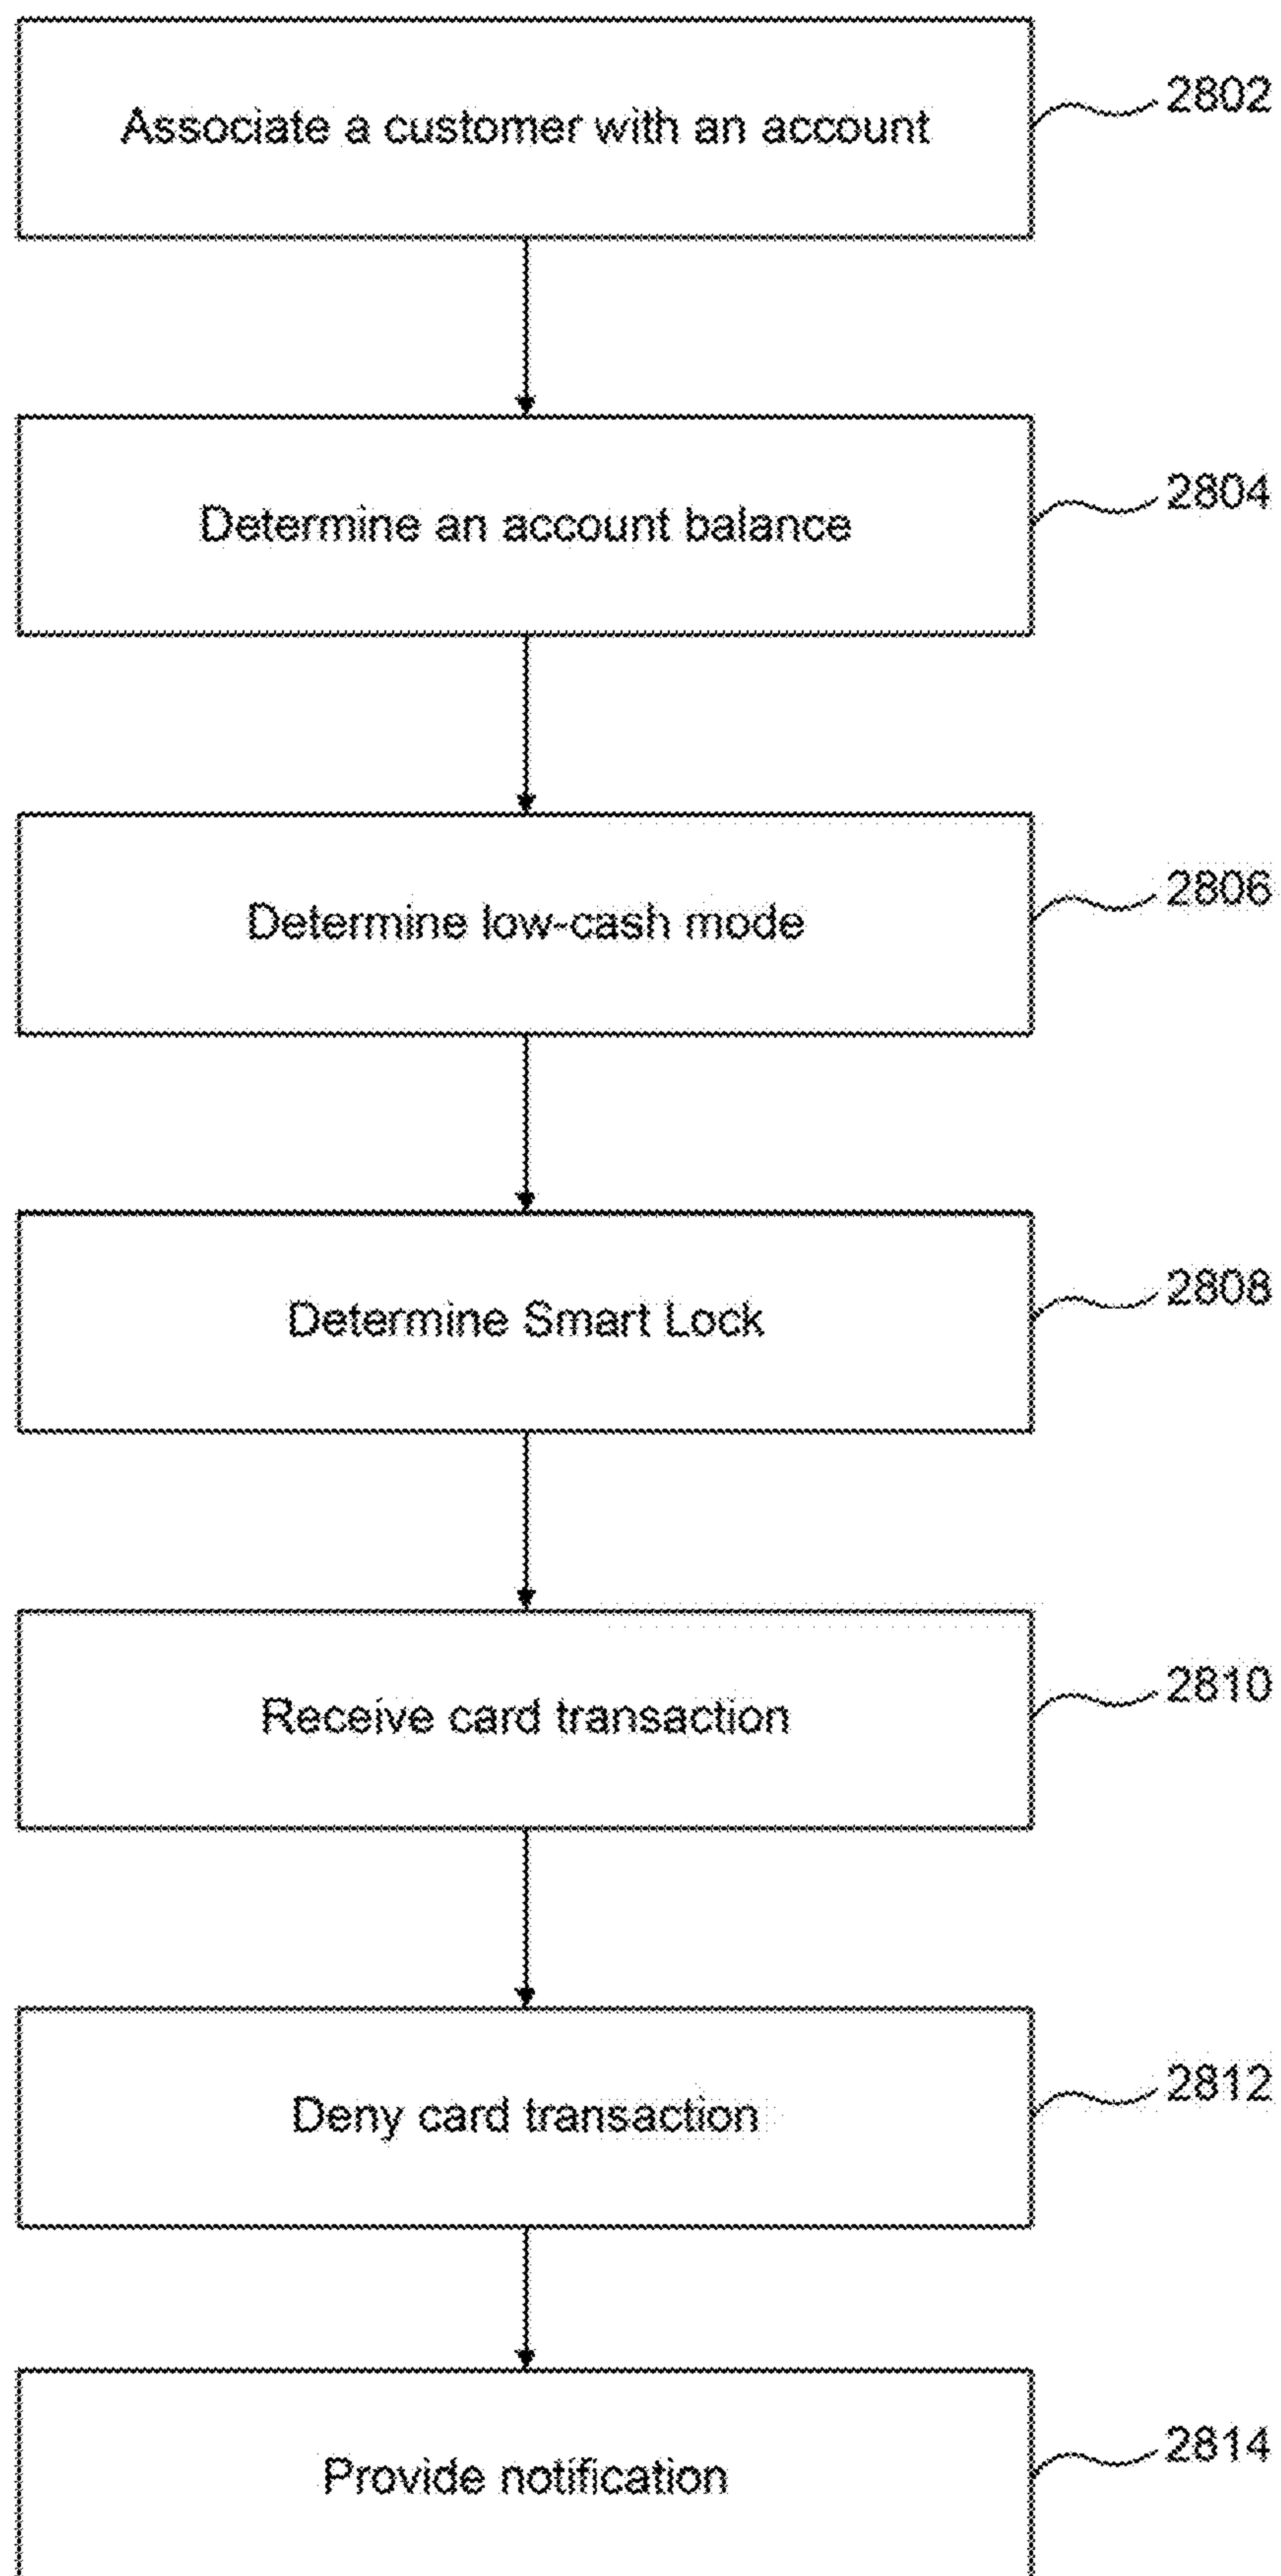 Associate a customer with an account
2802
Determine an account balance
2804
Determine low-cash mode
2806
Determine Smart Lock
2808
Receive card transaction
2810
Deny card transaction
2812
Provide notification
2814